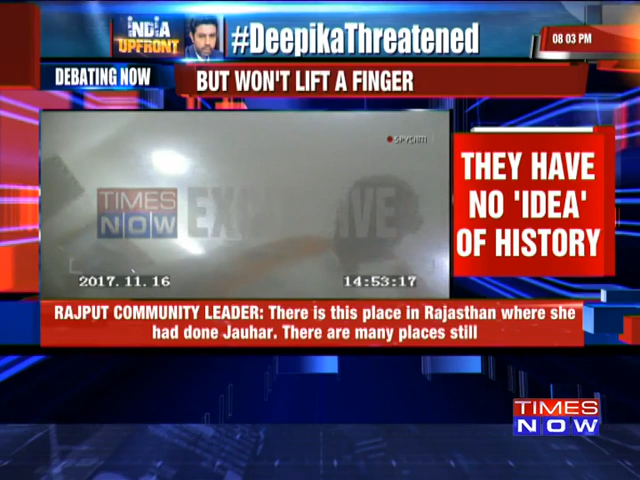 INDIA
UPFRONT
#DeepikaThreatened
08 03 PM
DEBATING NOW
BUT WON'T LIFT A FINGER
SPYCAM
TIMES
NOW
EXCLUSIVE
2017.11.16
14:53:17
THEY HAVE
NO 'IDEA'
OF HISTORY
RAJPUT COMMUNITY LEADER: There is this place in Rajasthan where she
had done Jauhar. There are many places still
TIMES
NOW